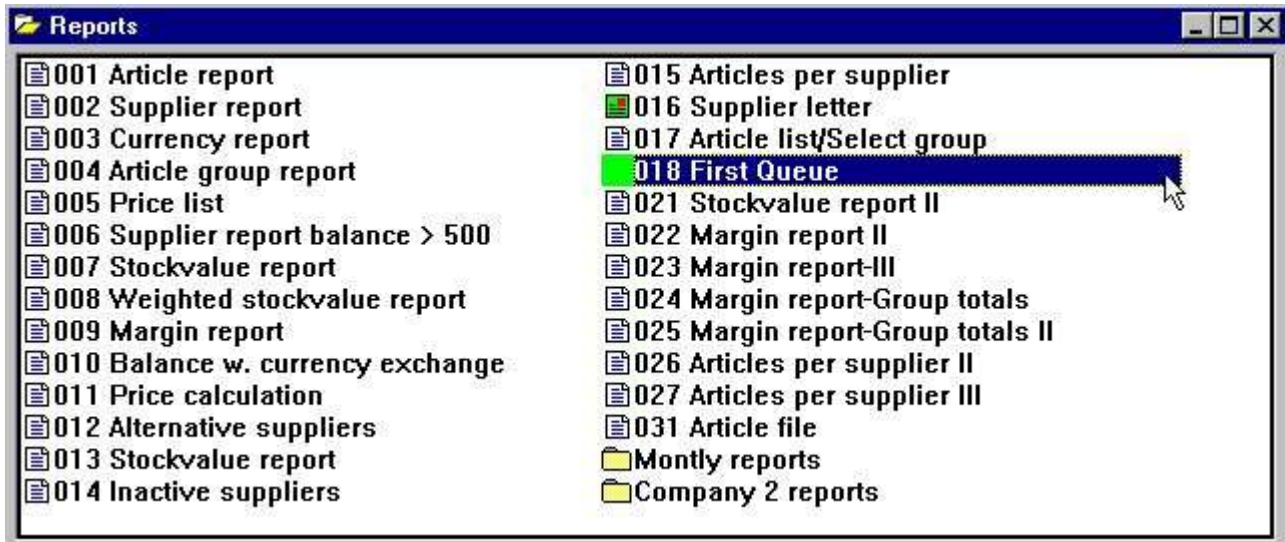 Reports
001 Article report
002 Supplier report
003 Currency report
004 Article group report
005 Price list
006 Supplier report balance > 500
007 Stockvalue report
008 Weighted stockvalue report
009 Margin report
010 Balance w. currency exchange
011 Price calculation
012 Alternative suppliers
013 Stockvalue report
014 Inactive suppliers
015 Articles per supplier
016 Supplier letter
017 Article list/Select group
018 First Queue
021 Stockvalue report II
022 Margin report II
023 Margin report-III
024 Margin report-Group totals
025 Margin report-Group totals II
026 Articles per supplier II
027 Articles per supplier III
031 Article file
Montly reports
Company 2 reports